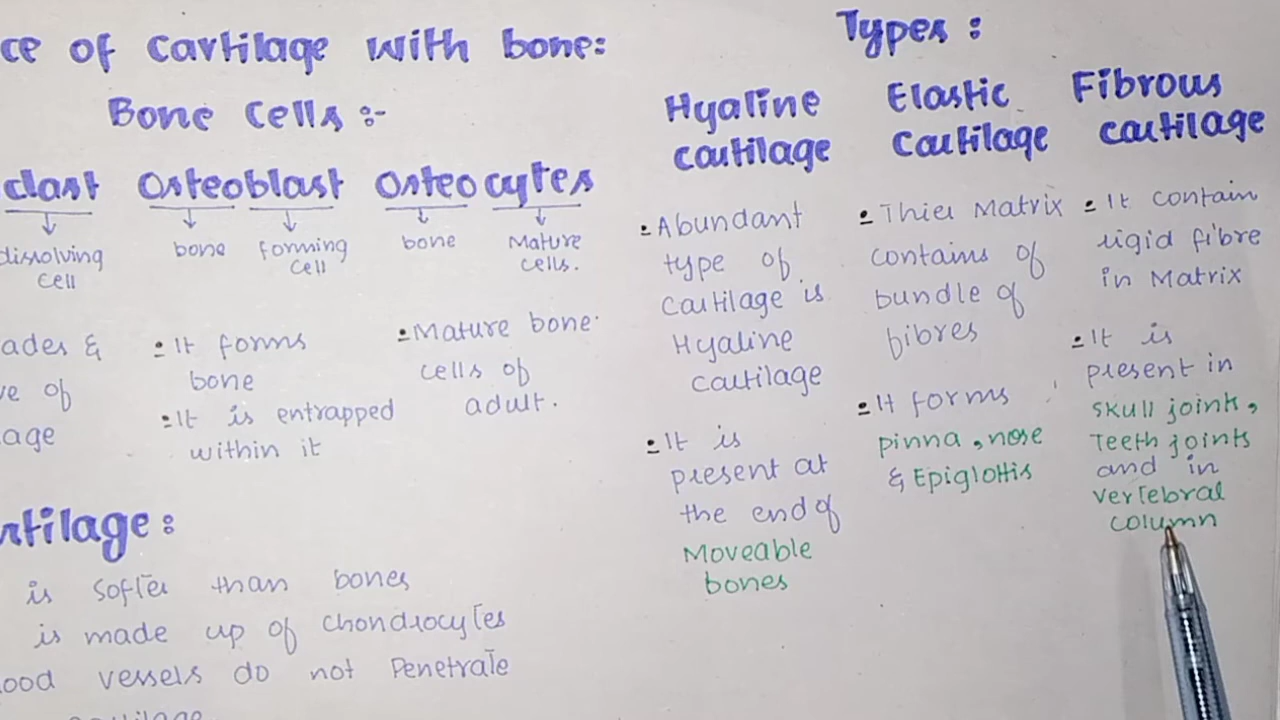 ce of Cartilage with bone:
Bone Cells :-
clast Osteoblast Osteocytes
dissolving cell
bone forming cell
bone Mature cells.
ades &
ve of
age
It forms
bone
It is entrapped
within it
Mature bone
cells of
adult.
rtilage:
is Softer than bones
is made up of chondrocytes
ood vessels do not Penetrate
cartilage
Types :
Hyaline
cartilage
Abundant
type of
Cartilage is
Hyaline
Cartilage
It is
present at
the end of
Moveable
bones
Elastic
Cartilage
Thier Matrix
contains of
bundle of
fibres
It forms
pinna, nose
& Epiglottis
Fibrous
cartilage
It contain
rigid fibre
in Matrix
It is
present in
skull joints,
Teeth joints
and in
vertebral
column